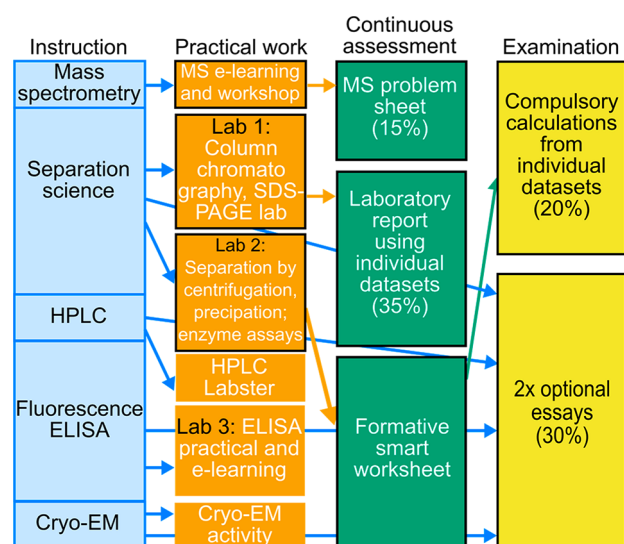 Instruction
Mass
spectrometry
Separation
science
HPLC
Fluorescence
ELISA
Cryo-EM
Practical work
MS e-learning
and workshop
Lab 1:
Column
chromato
graphy, SDS-
PAGE lab
Lab 2:
Separation by
centrifugation,
precipation;
enzyme assays
HPLC
Labster
Lab 3: ELISA
practical and
e-learning
Cryo-EM
activity
Continuous
assessment
MS problem
sheet
(15%)
Laboratory
report
using
individual
datasets
(35%)
Formative
smart
worksheet
Examination
Compulsory
calculations
from
individual
datasets
(20%)
2x optional
essays
(30%)